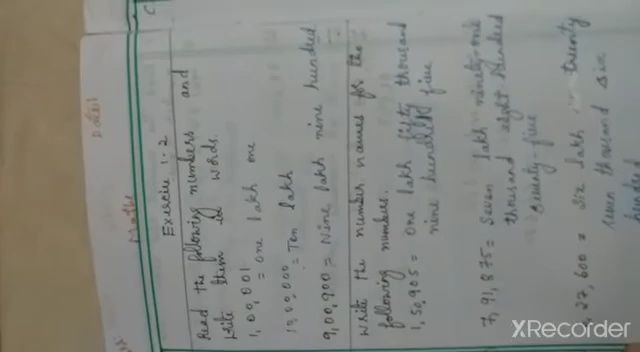 Date:
Maths
Exercise 1.2
Read the following numbers and
write them in words.
1,00,001
= One lakh one
10,00,000 = Ten lakh
9,00,900 = Nine lakh nine hundred
Write the number names for the
following numbers.
1,50,905 = One lakh fifty thousand
nine hundred five
7,91,875 = Seven lakh ninety-one
thousand eight hundred
seventy-five
,27,600 = Six lakh twenty
seven thousand six
hundred
XRecorder